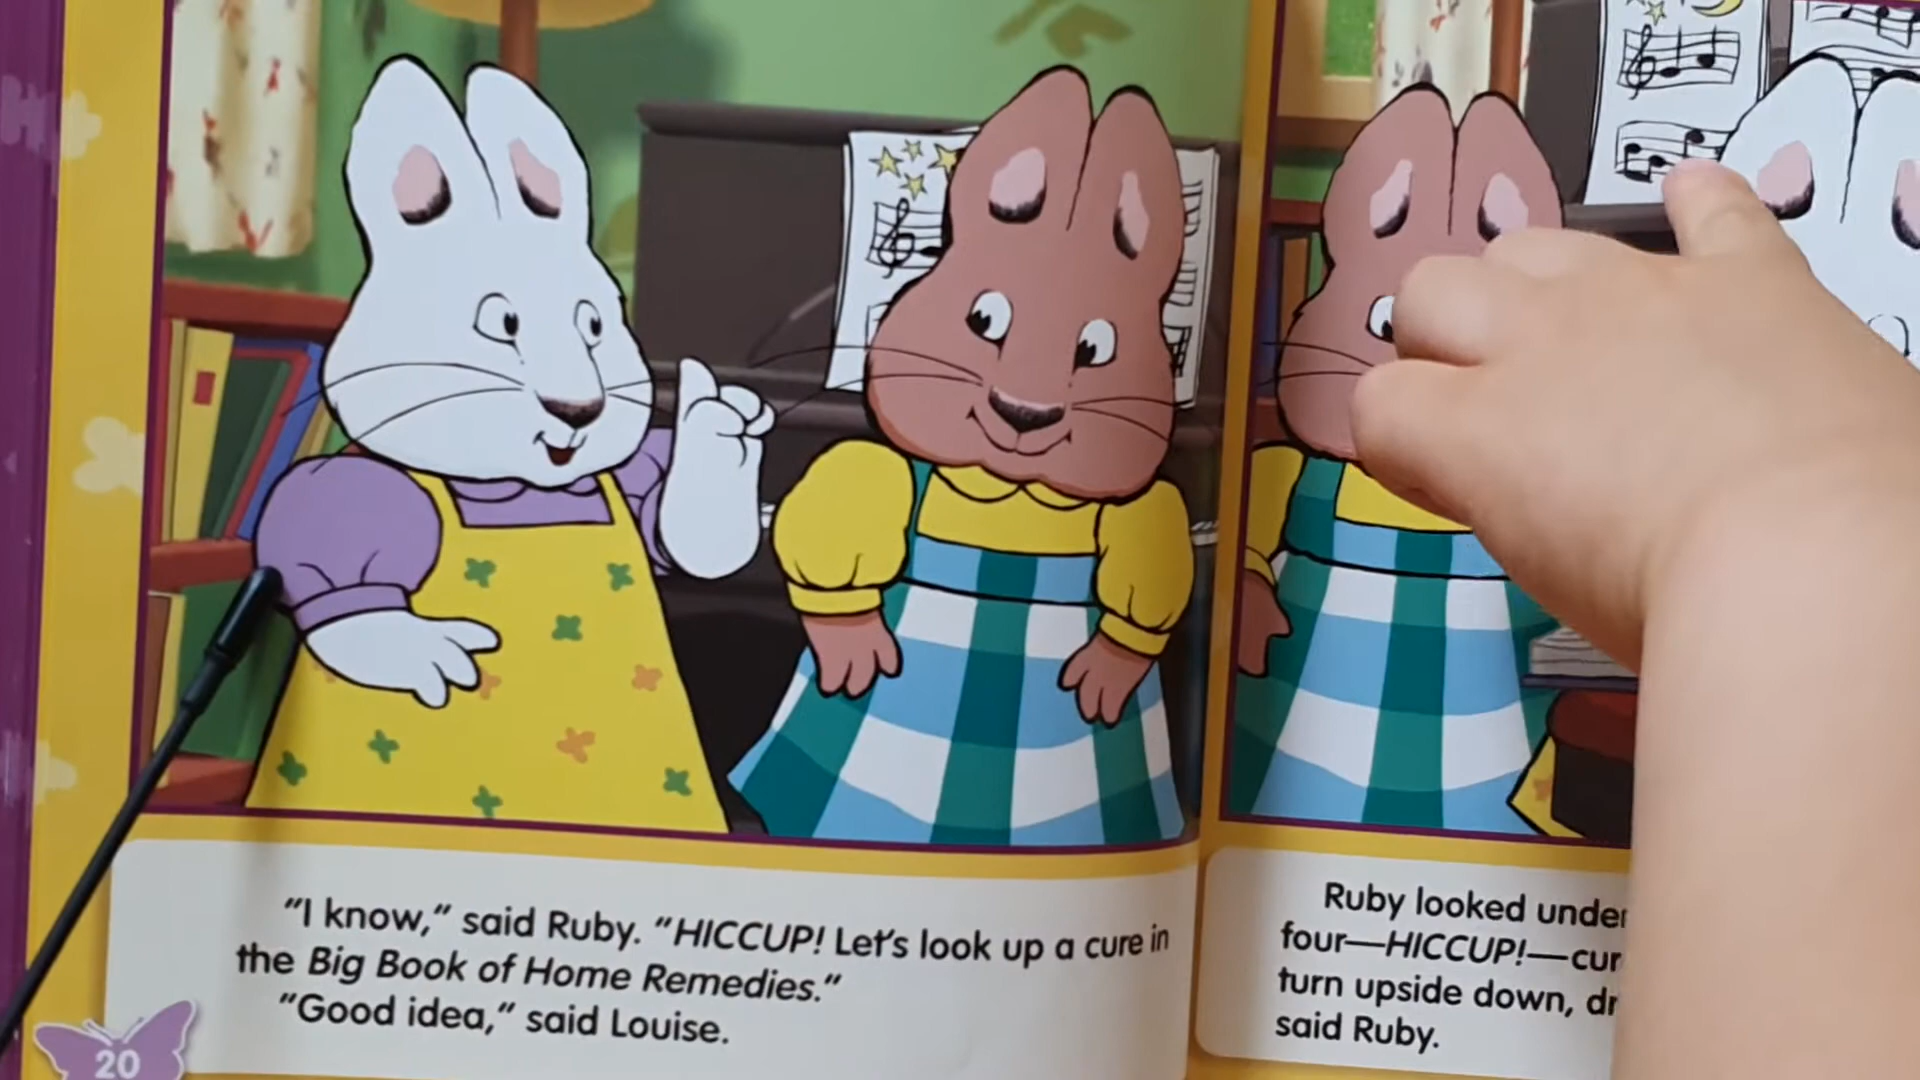 “I know,” said Ruby. “HICCUP! Let's look up a cure in
the Big Book of Home Remedies.”
“Good idea,” said Louise.
20
Ruby looked under
four—HICCUP!—cur
turn upside down, dr
said Ruby.